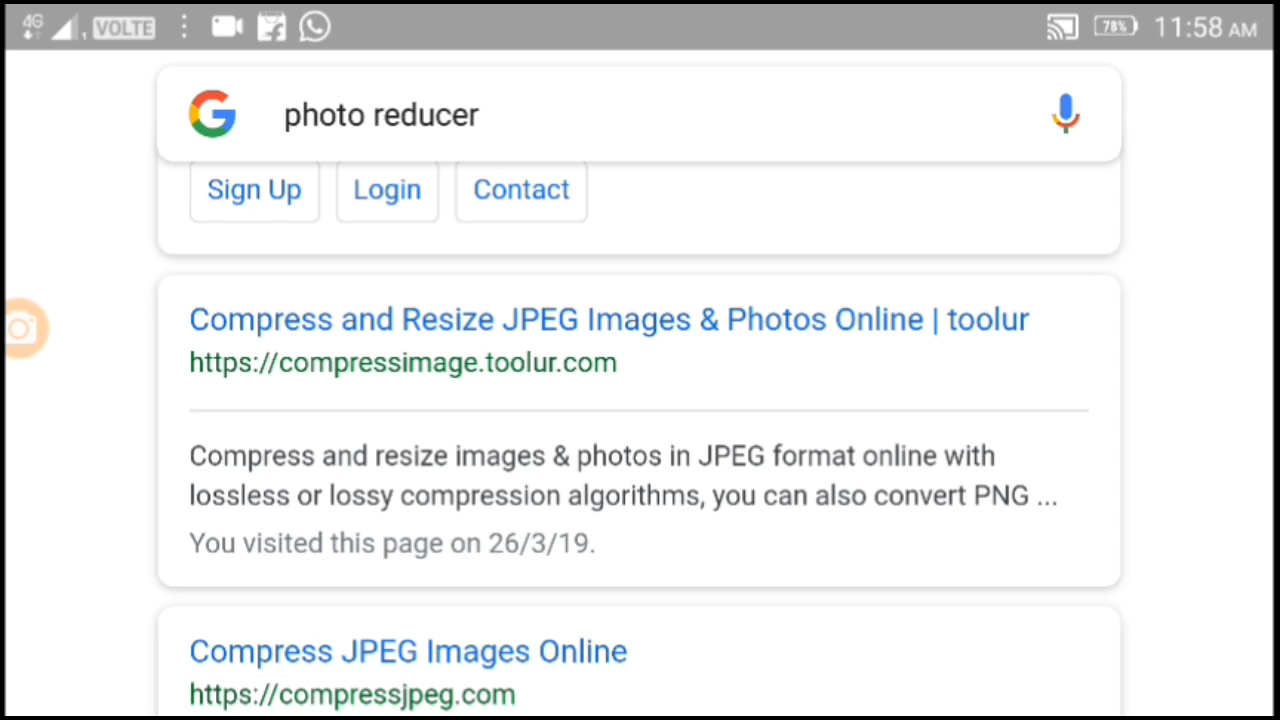 4G , VOLTE 78% 11:58 AM
photo reducer
Sign Up Login Contact
Compress and Resize JPEG Images & Photos Online | toolur
https://compressimage.toolur.com
Compress and resize images & photos in JPEG format online with
lossless or lossy compression algorithms, you can also convert PNG ...
You visited this page on 26/3/19.
Compress JPEG Images Online
https://compressjpeg.com